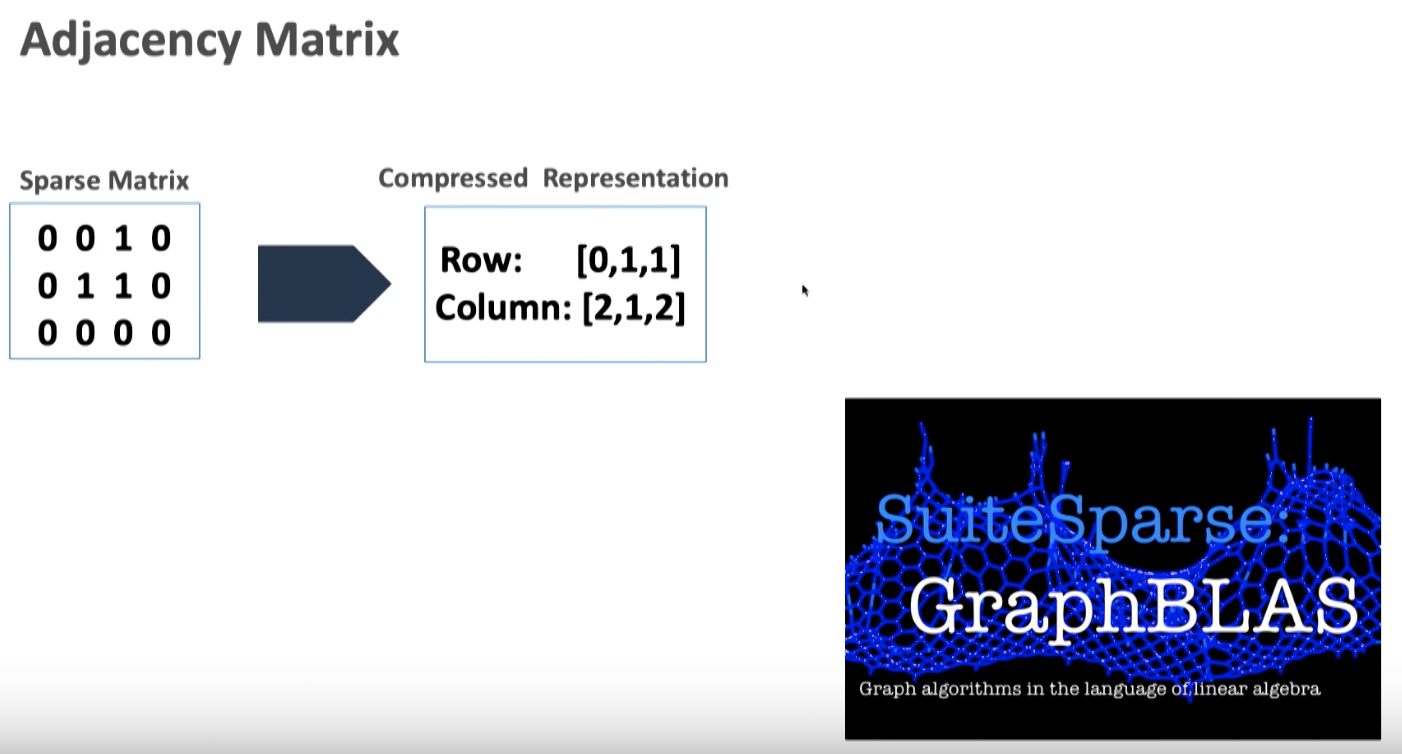 Adjacency Matrix
Sparse Matrix
0 0 1 0
0 1 1 0
0 0 0 0
Compressed Representation
Row: [0,1,1]
Column: [2,1,2]
SuiteSparse:
GraphBLAS
Graph algorithms in the language of linear algebra